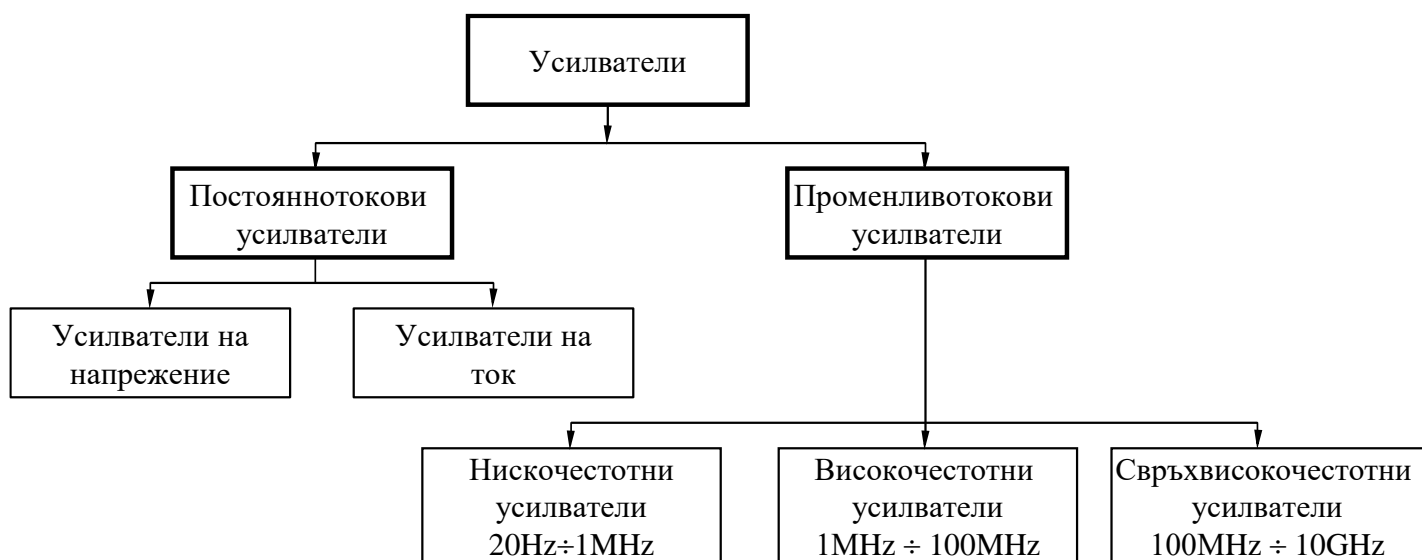 Усилватели
Постояннотокови
усилватели
Променливотокови
усилватели
Усилватели на
напрежение
Усилватели на
ток
Нискочестотни
усилватели
20Hz÷1MHz
Високочестотни
усилватели
1MHz ÷ 100MHz
Свръхвисокочестотни
усилватели
100MHz ÷ 10GHz